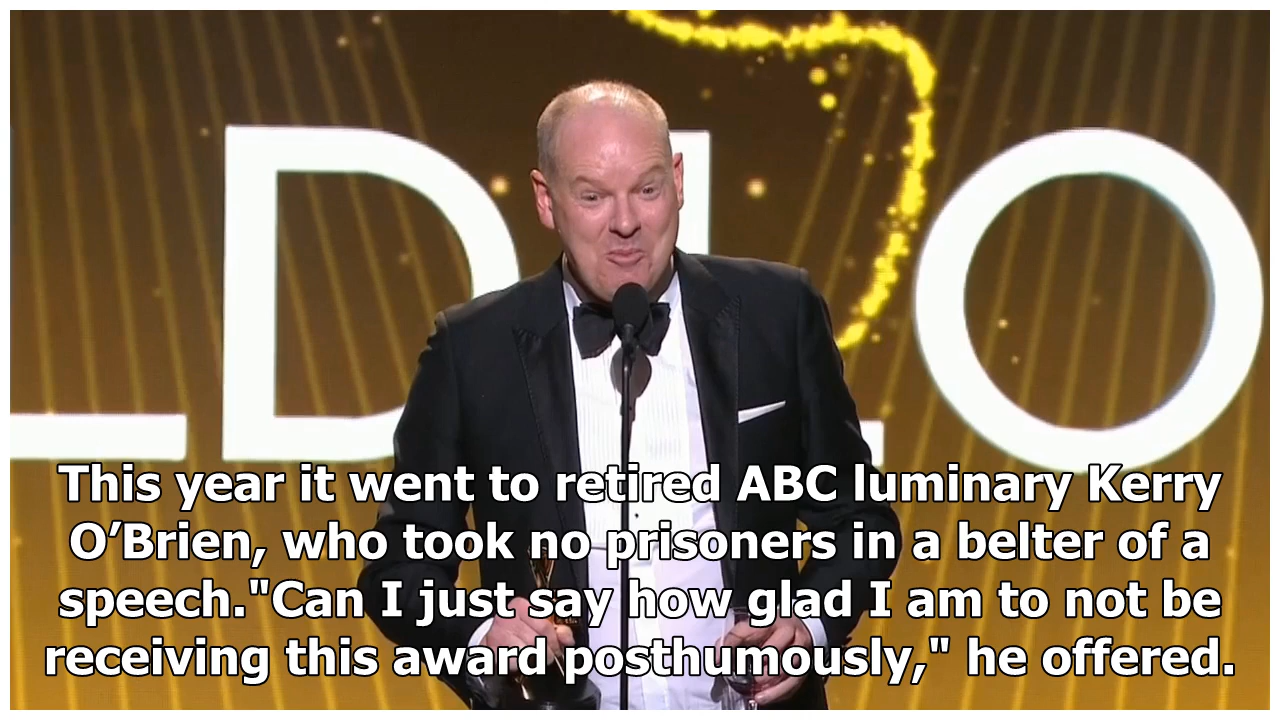 LDLO
This year it went to retired ABC luminary Kerry
O’Brien, who took no prisoners in a belter of a
speech."Can I just say how glad I am to not be
receiving this award posthumously," he offered.